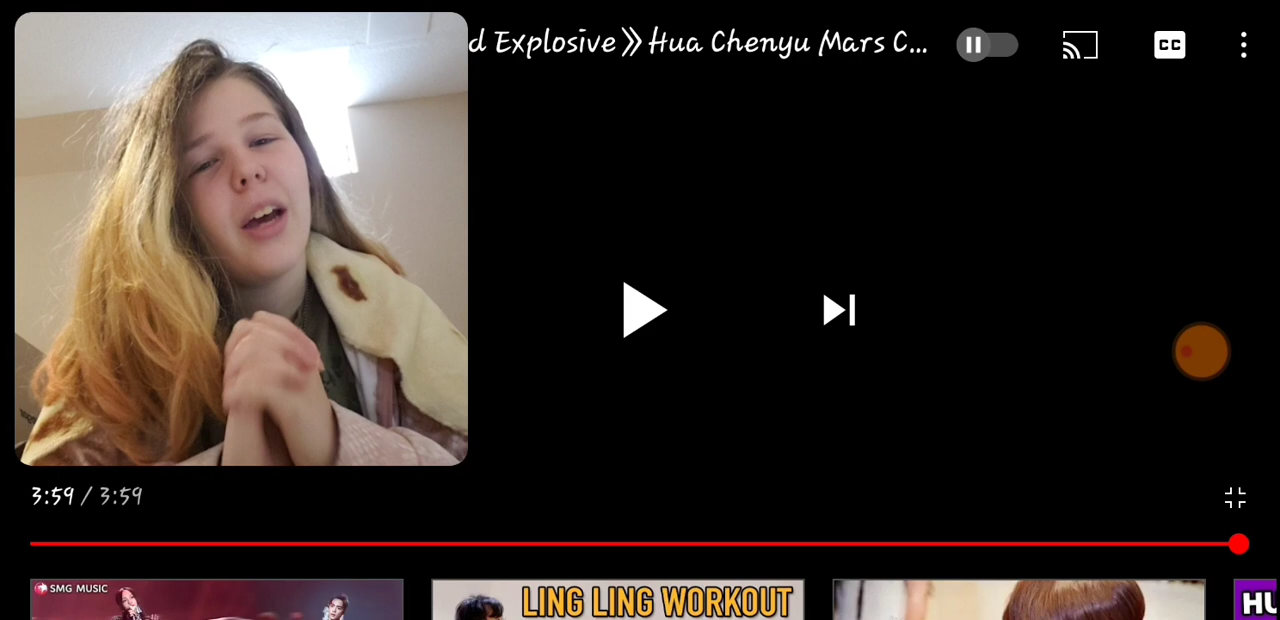 d Explosive》Hua Chenyu Mars C...
CC
3:59 / 3:59
SMG MUSIC
LING LING WORKOUT
HU